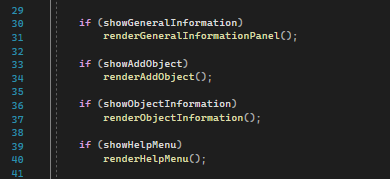 29
30 if (showGeneralInformation)
31 renderGeneralInformationPanel();
32
33 if (showAddObject)
34 renderAddObject();
35
36 if (showObjectInformation)
37 renderObjectInformation();
38
39 if (showHelpMenu)
40 renderHelpMenu();
41